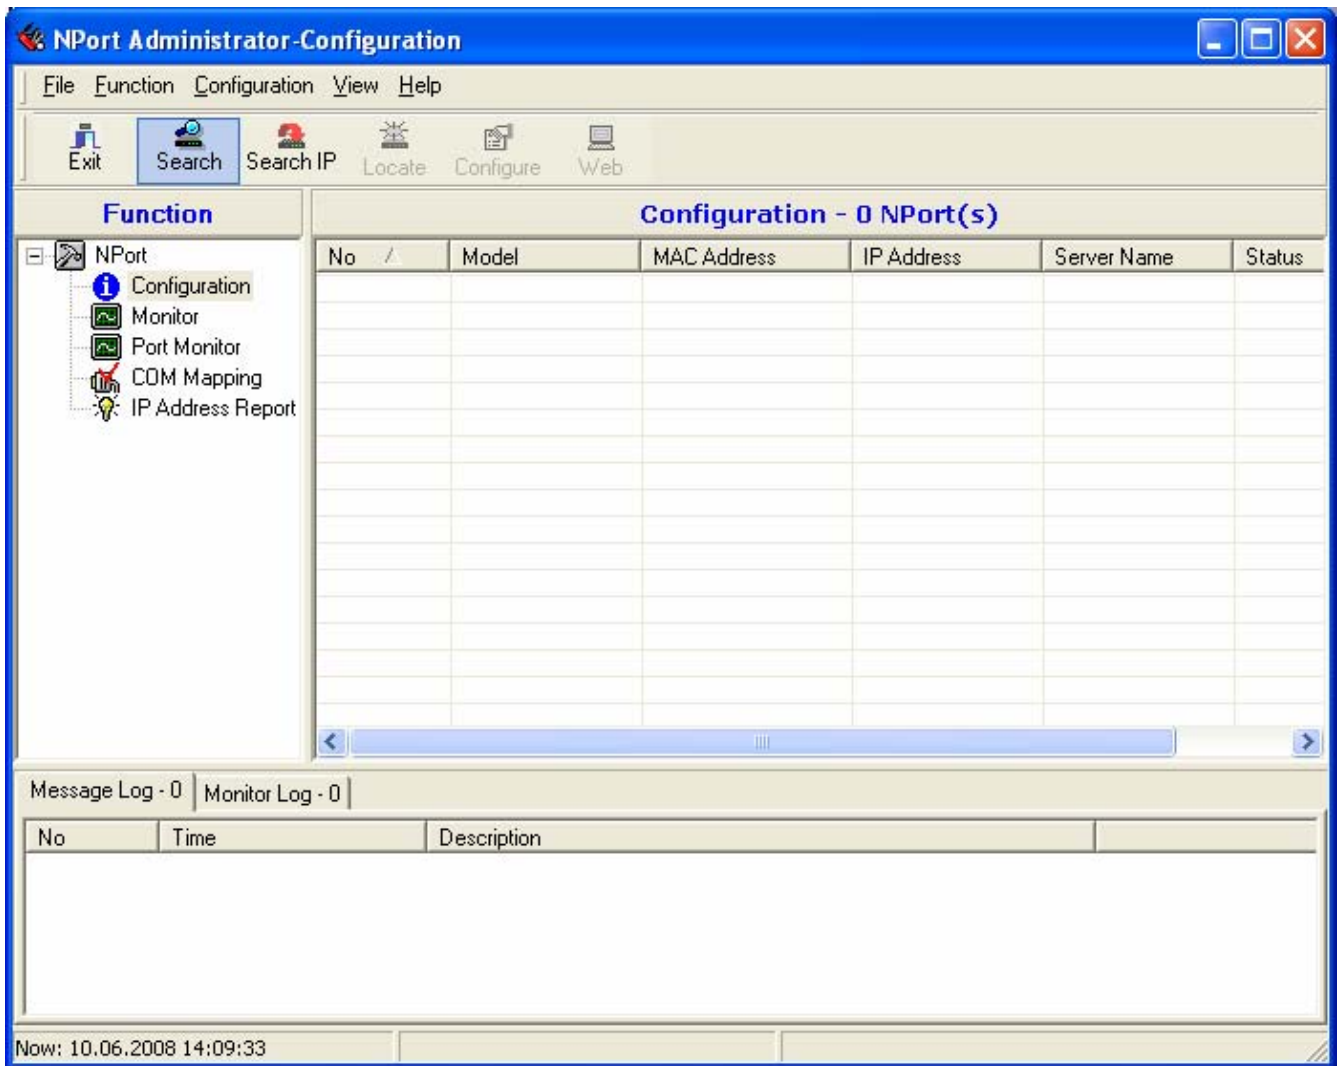 NPort Administrator-Configuration
File Function Configuration View Help
Exit Search Search IP Locate Configure Web
Function
Configuration - 0 NPort(s)
NPort
Configuration
Monitor
Port Monitor
COM Mapping
IP Address Report
No Model MAC Address IP Address Server Name Status
Message Log - 0 Monitor Log - 0
No Time Description
Now: 10.06.2008 14:09:33